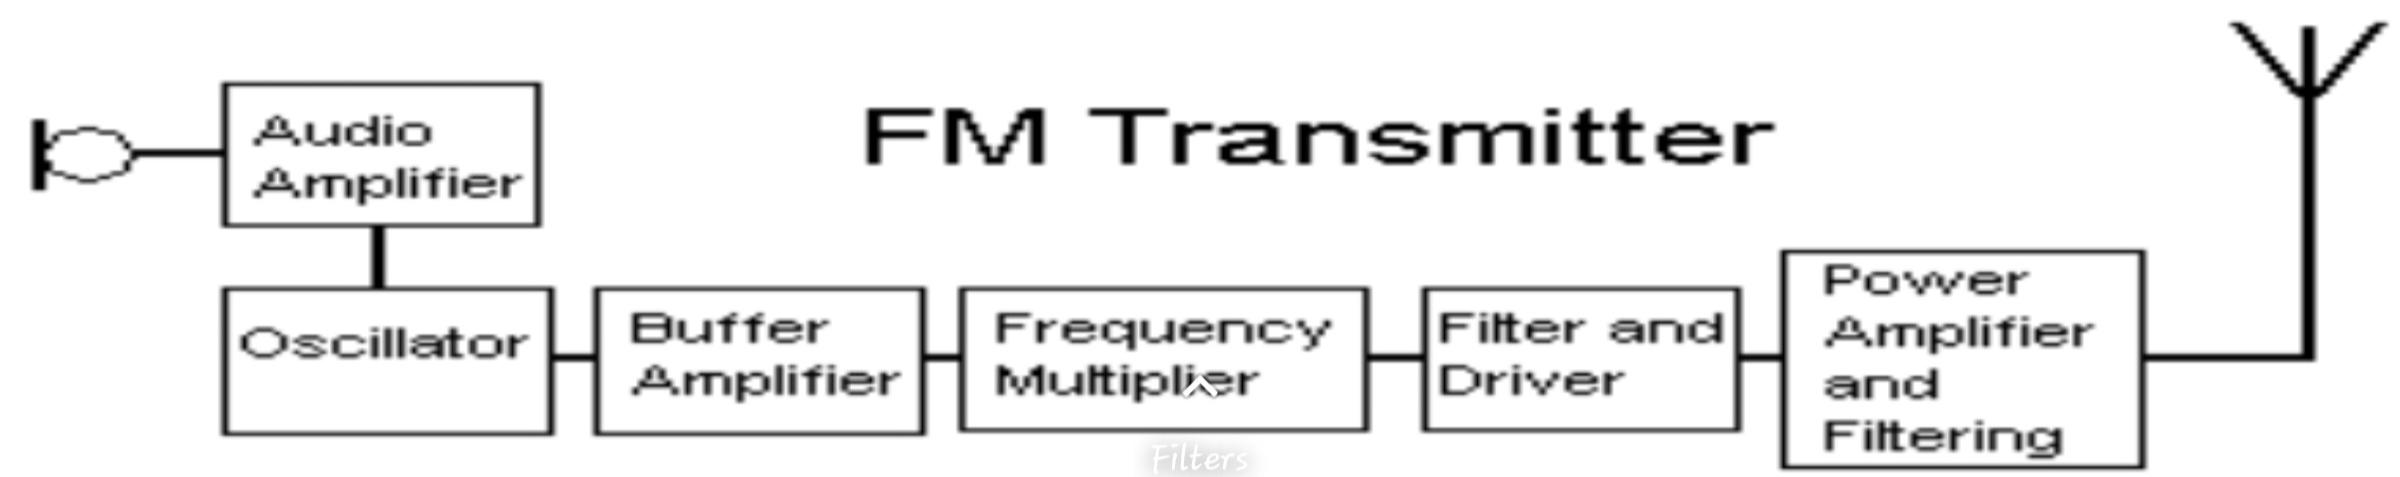 FM Transmitter
Audio
Amplifier
Oscillator
Buffer
Amplifier
Frequency
Multiplier
Filter and
Driver
Power
Amplifier
and
Filtering
Filters